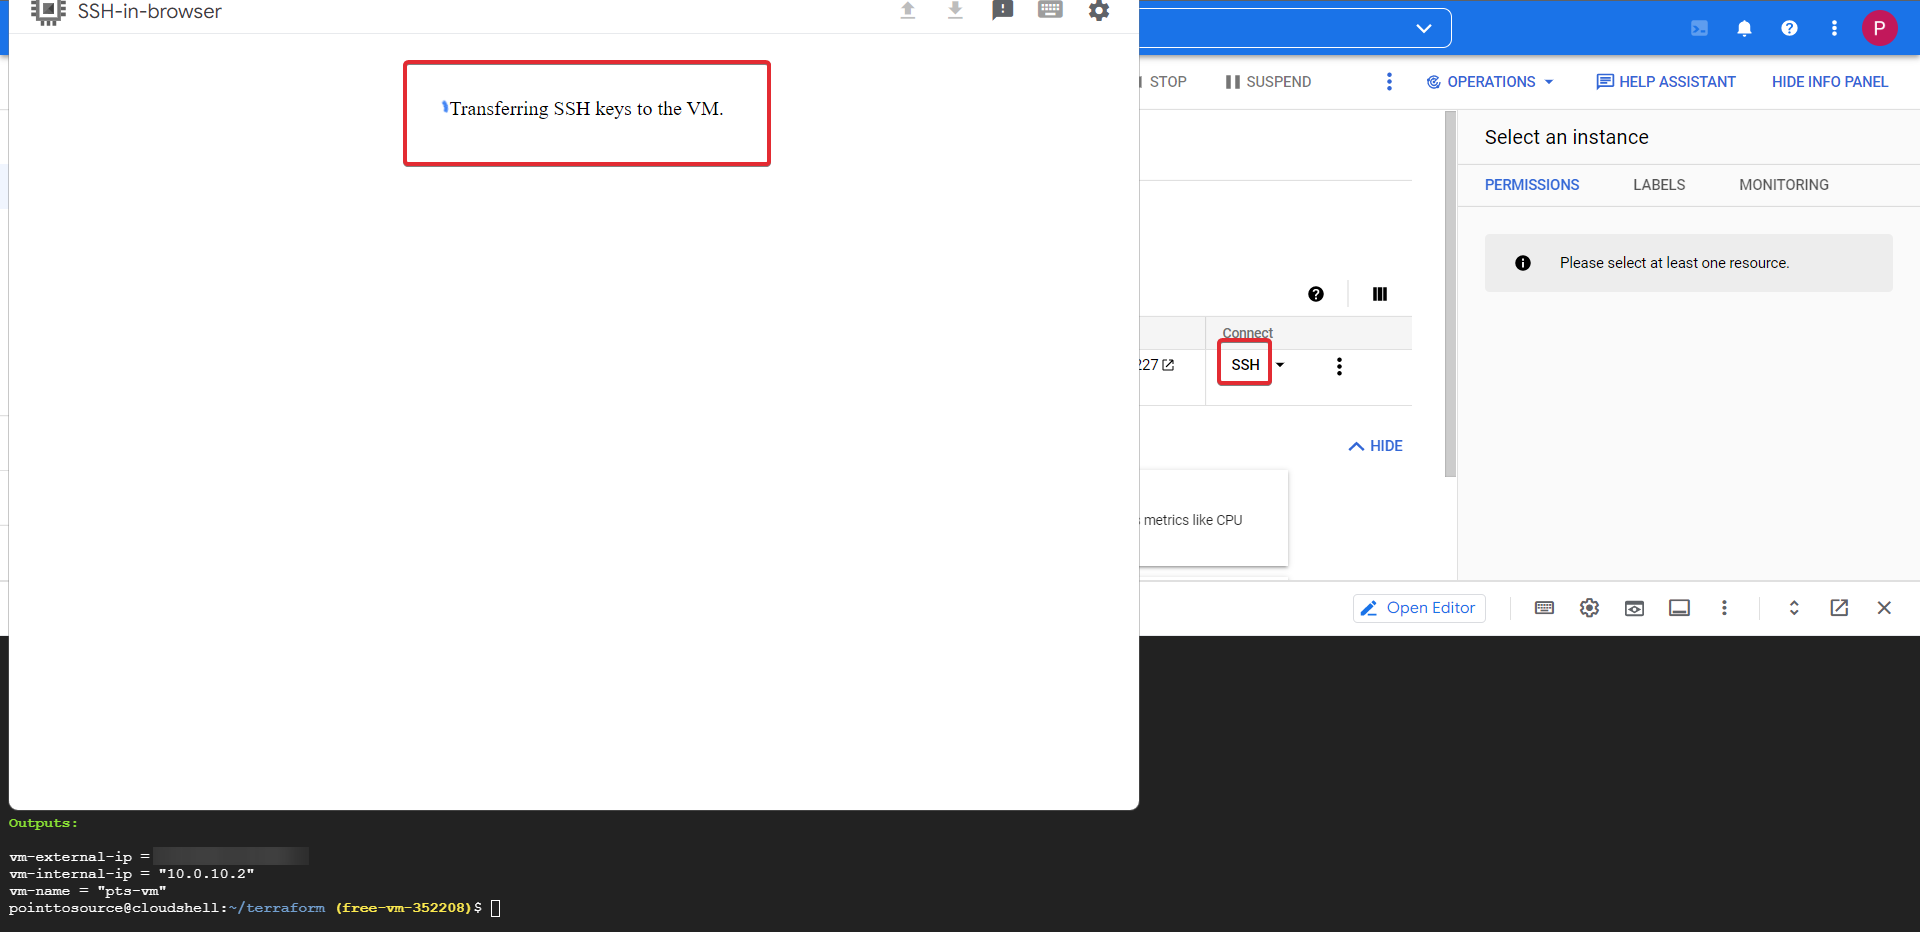 SSH-in-browser
Transferring SSH keys to the VM.
P
STOP
SUSPEND
OPERATIONS
HELP ASSISTANT
HIDE INFO PANEL
Select an instance
PERMISSIONS
LABELS
MONITORING
Please select at least one resource.
Connect
227
SSH
HIDE
metrics like CPU
Open Editor
Outputs:
vm-external-ip =
vm-internal-ip = "10.0.10.2"
vm-name = "pts-vm"
pointtosource@cloudshell:~/terraform (free-vm-352208)$